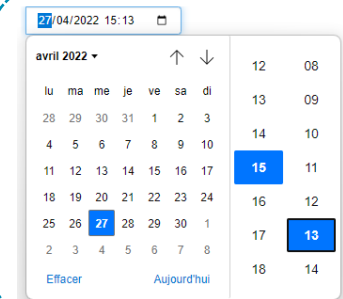 27/04/2022 15:13
avril 2022
lu ma me je ve sa di
28 29 30 31 1 2 3
4 5 6 7 8 9 10
11 12 13 14 15 16 17
18 19 20 21 22 23 24
25 26 27 28 29 30 1
2 3 4 5 6 7 8
Effacer Aujourd'hui
12 08
13 09
14 10
15 11
16 12
17 13
18 14